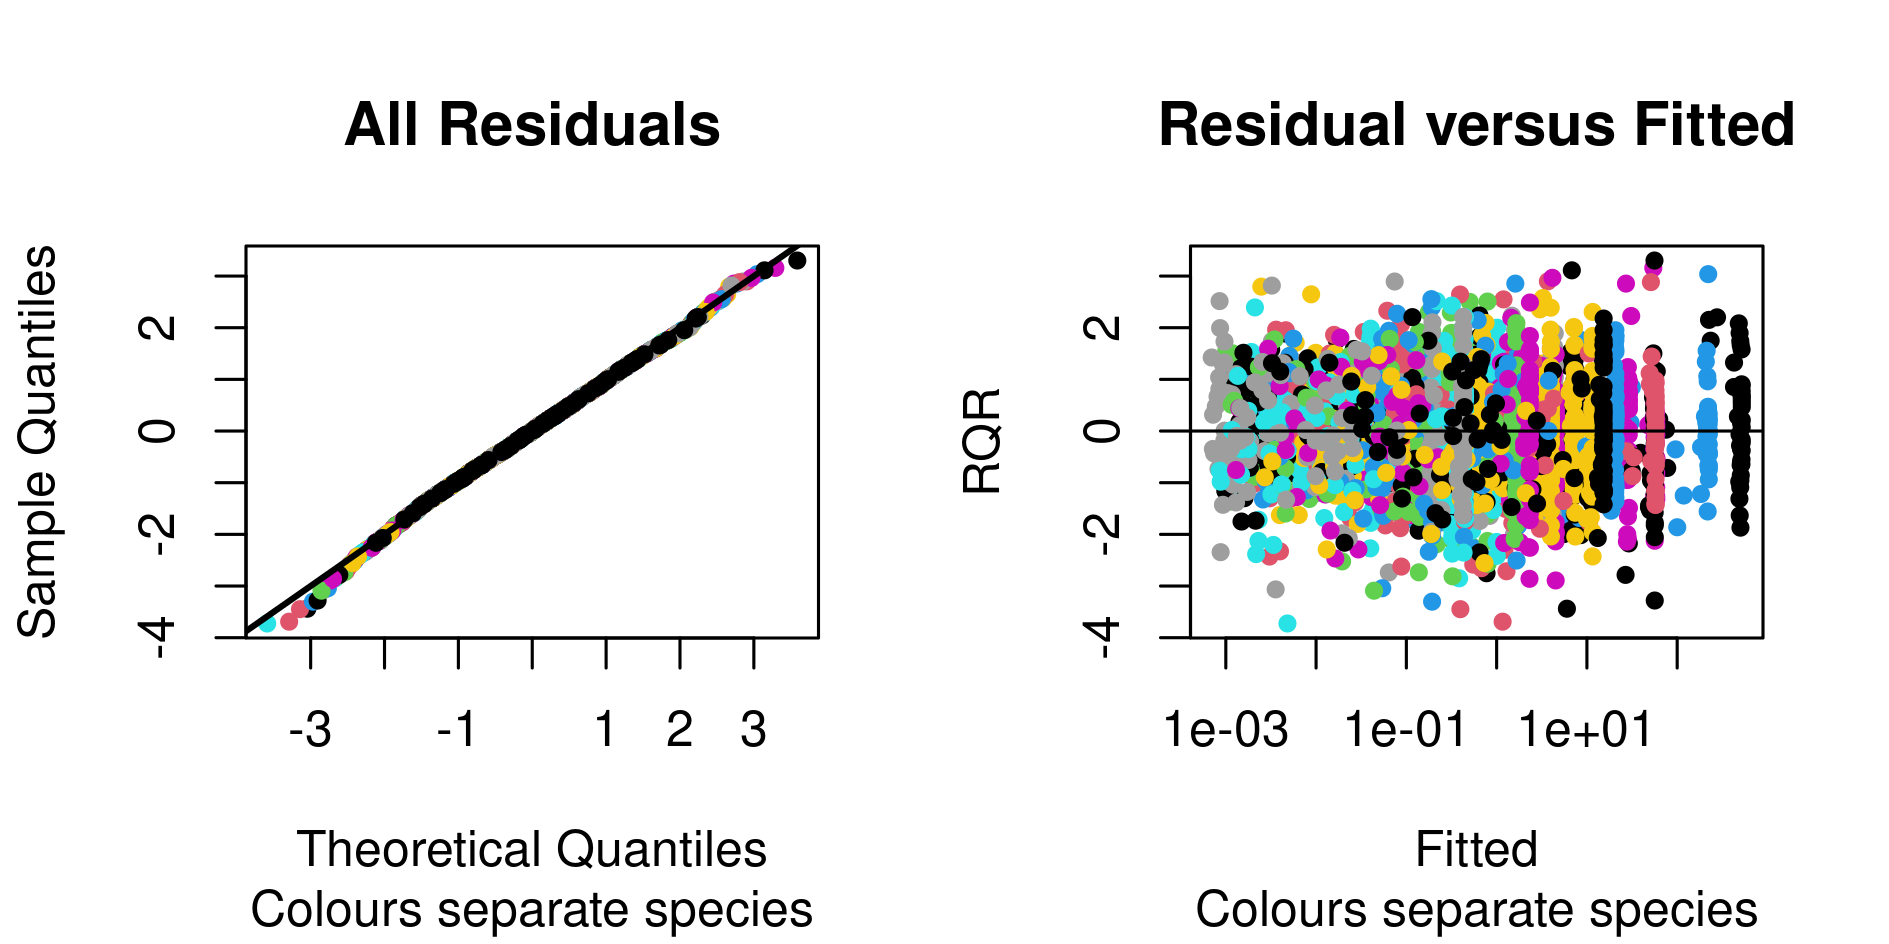 All Residuals
Sample Quantiles
2
0
-2
-4
-3
-1
1
2
3
Theoretical Quantiles
Colours separate species
Residual versus Fitted
RQR
2
0
-2
-4
1e-03
1e-01
1e+01
Fitted
Colours separate species